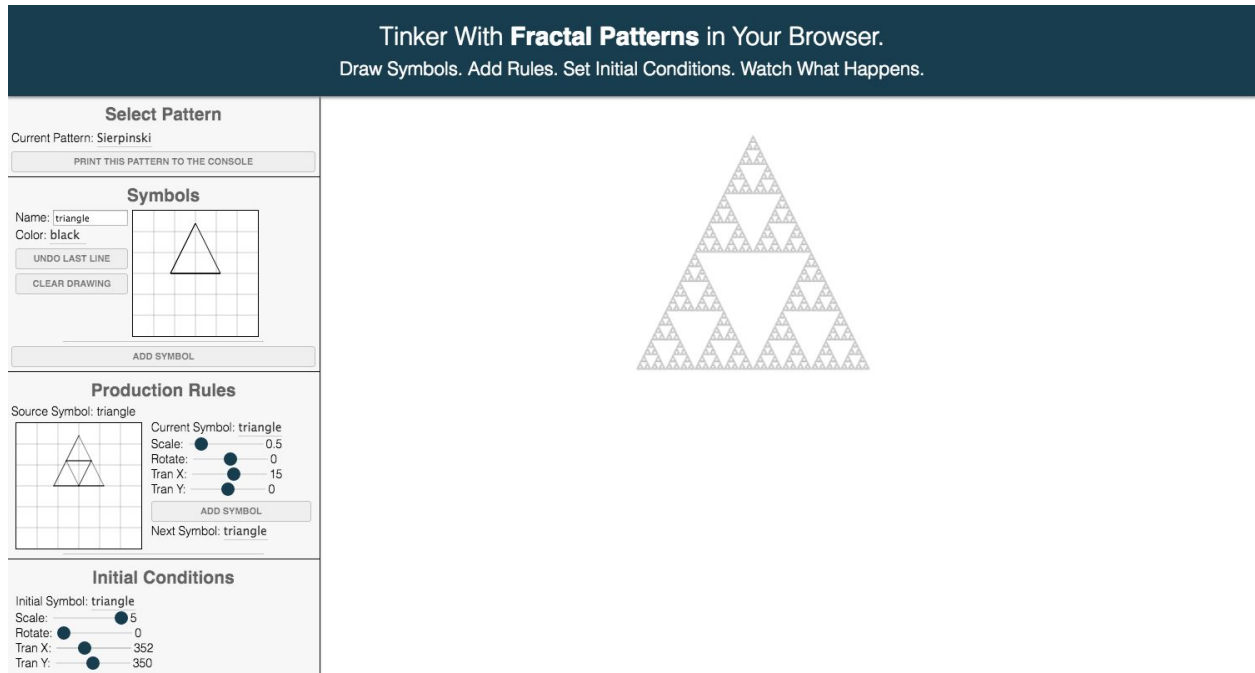 Tinker With Fractal Patterns in Your Browser.
Draw Symbols. Add Rules. Set Initial Conditions. Watch What Happens.
Select Pattern
Current Pattern: Sierpinski
PRINT THIS PATTERN TO THE CONSOLE
Symbols
Name: triangle
Color: black
UNDO LAST LINE
CLEAR DRAWING
ADD SYMBOL
Production Rules
Source Symbol: triangle
Current Symbol: triangle
Scale: 0.5
Rotate: 0
Tran X: 15
Tran Y: 0
ADD SYMBOL
Next Symbol: triangle
Initial Conditions
Initial Symbol: triangle
Scale: 5
Rotate: 0
Tran X: 352
Tran Y: 350